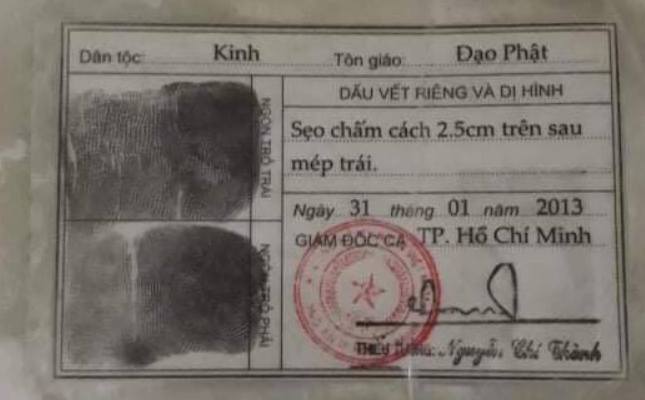 Dân tộc: Kinh Tôn giáo: Đạo Phật
NGÓN TRỎ TRÁI
DẤU VẾT RIÊNG VÀ DỊ HÌNH
Sẹo chấm cách 2.5cm trên sau
mép trái.
Ngày 31 tháng 01 năm 2013
GIÁM ĐỐC CA TP. Hồ Chí Minh
NGÓN TRỎ PHẢI
THIẾU TƯỚNG: Nguyễn Chí Thành